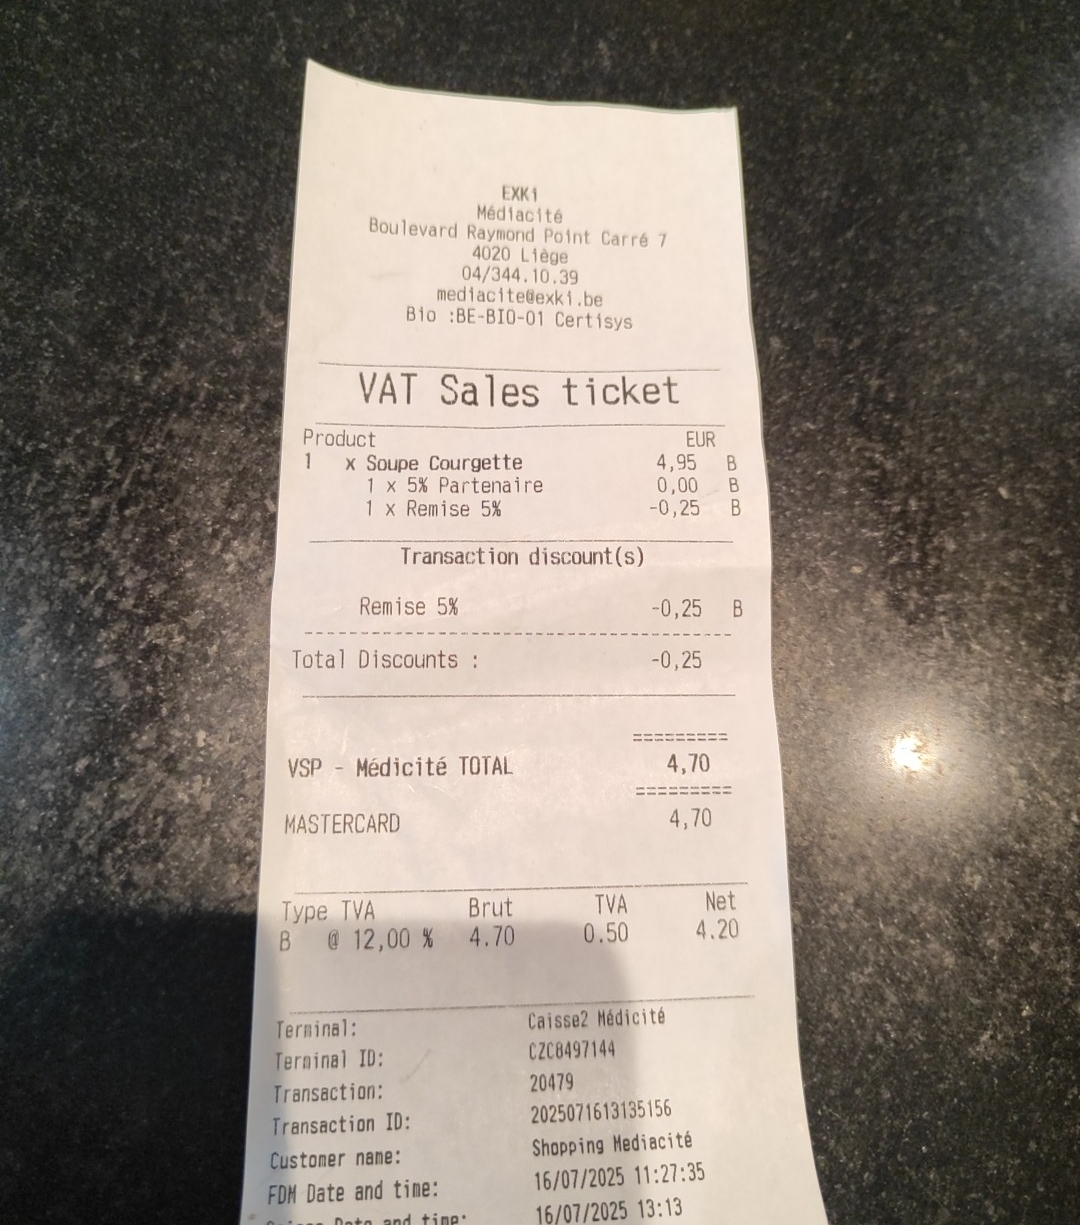 EXKi
Médiacité
Boulevard Raymond Point Carré 7
4020 Liège
04/344.10.39
mediacite@exki.be
Bio :BE-BIO-01 Certisys
VAT Sales ticket
Product EUR
1 x Soupe Courgette 4,95 B
1 x 5% Partenaire 0,00 B
1 x Remise 5% -0,25 B
Transaction discount(s)
Remise 5% -0,25 B
Total Discounts : -0,25
=========
VSP - Médicité TOTAL 4,70
=========
MASTERCARD 4,70
Type TVA Brut TVA Net
B @ 12,00 % 4.70 0.50 4.20
Terminal: Caisse2 Médicité
Terminal ID: CZC8497144
Transaction: 20479
Transaction ID: 2025071613135156
Customer name: Shopping Mediacité
FDM Date and time: 16/07/2025 11:27:35
Date and time: 16/07/2025 13:13